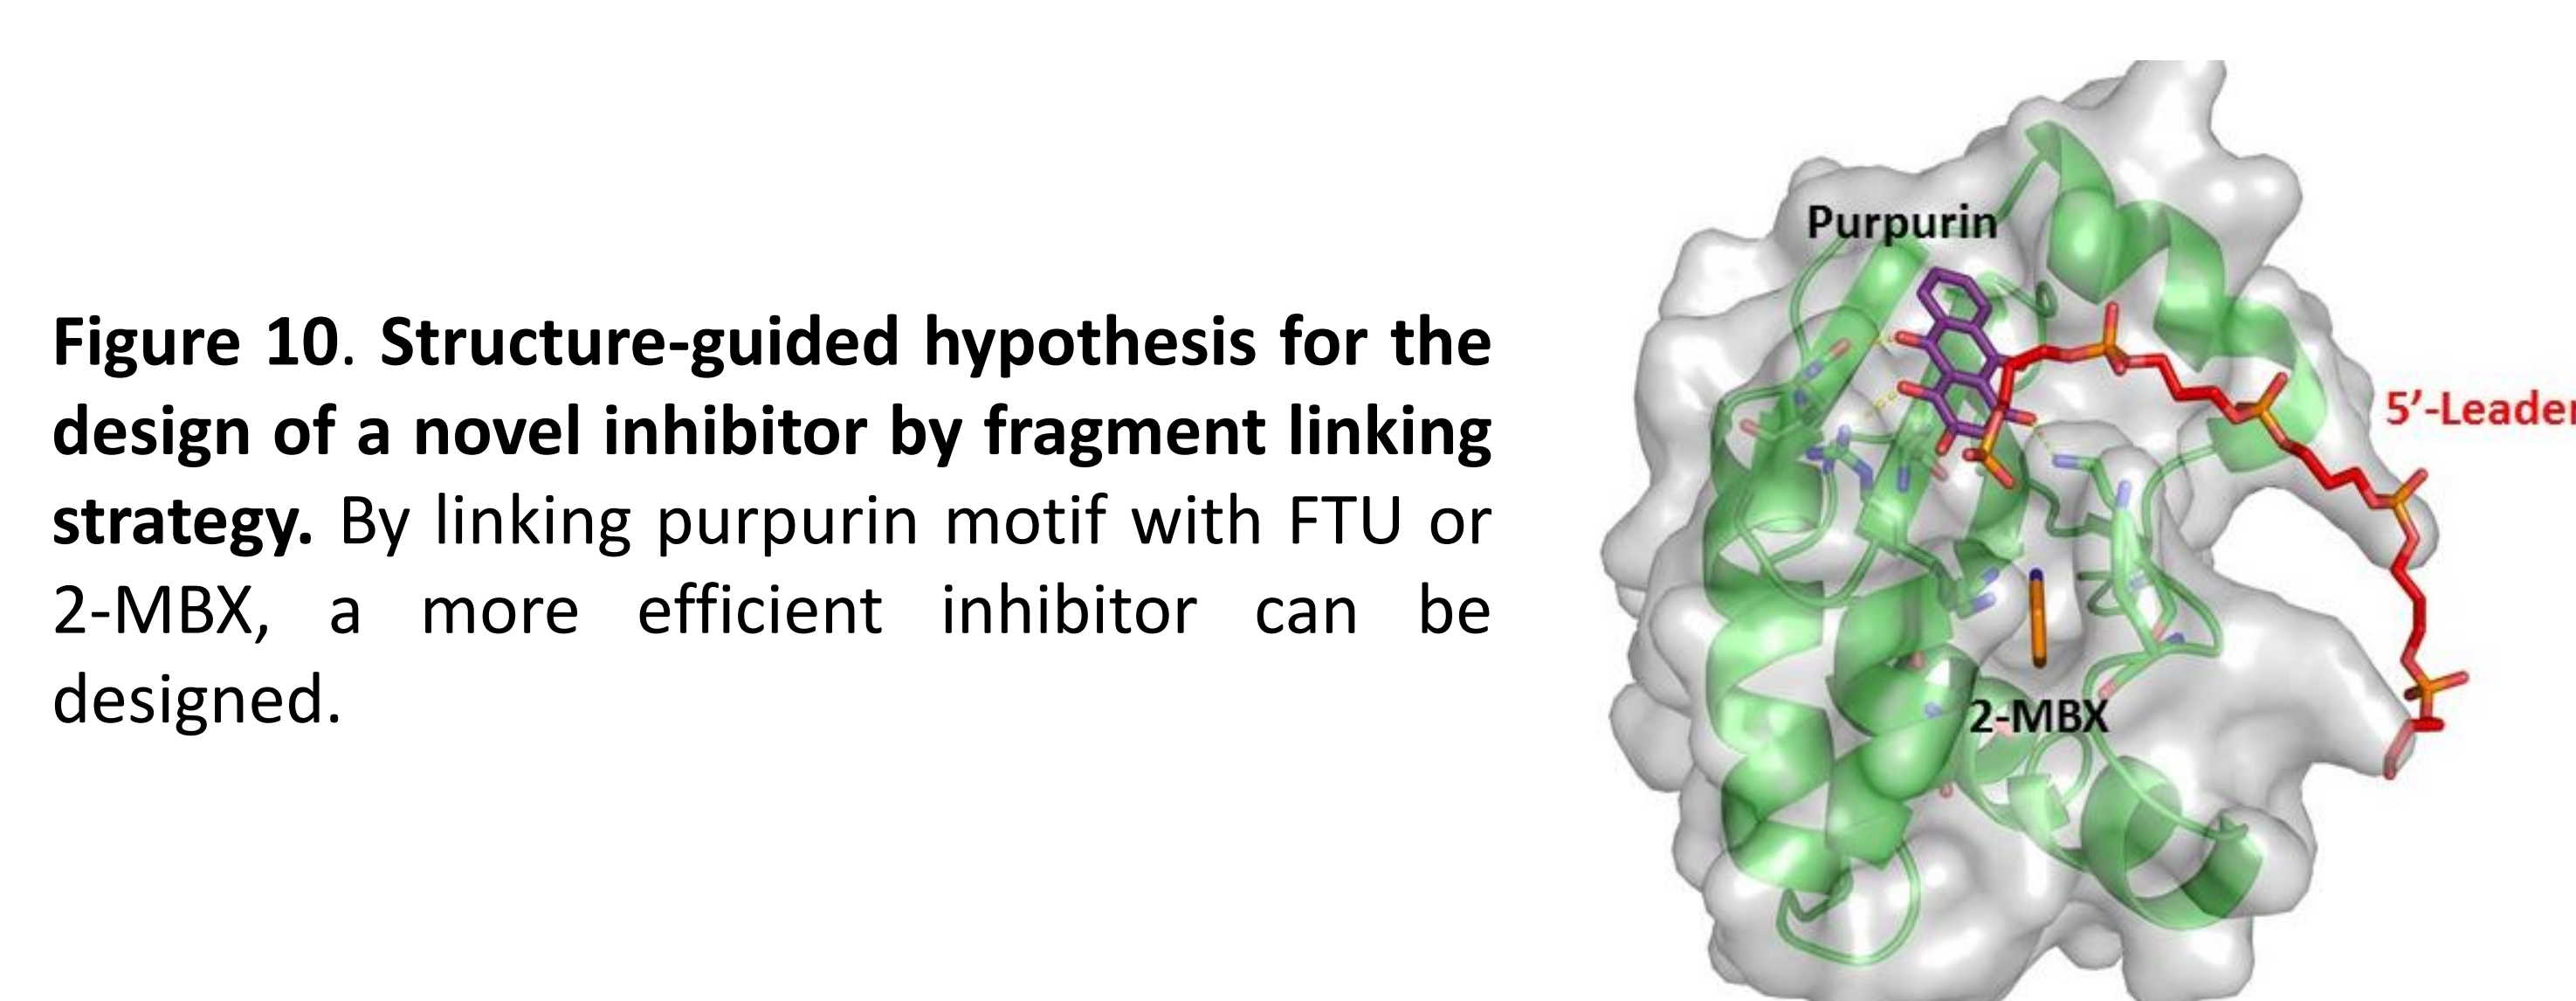 Figure 10. Structure-guided hypothesis for the
design of a novel inhibitor by fragment linking
strategy. By linking purpurin motif with FTU or
2-MBX, a more efficient inhibitor can be
designed.
Purpurin
5’-Leader
2-MBX